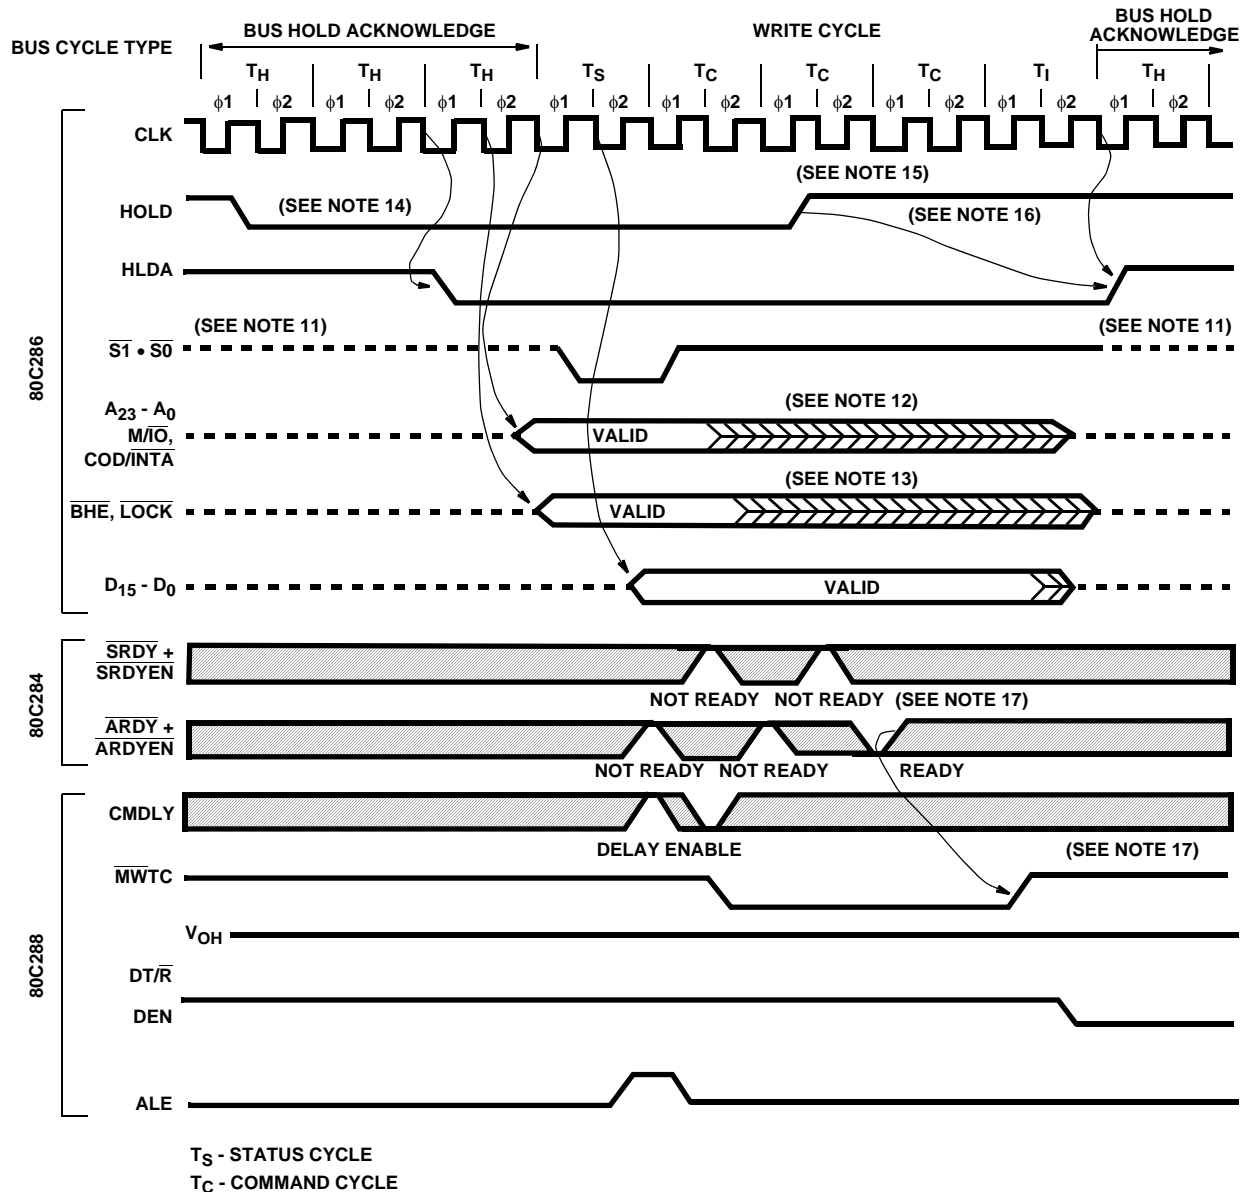 BUS CYCLE TYPE
BUS HOLD ACKNOWLEDGE
WRITE CYCLE
BUS HOLD
ACKNOWLEDGE
TH TH TH TS TC TC TC TI TH
ϕ1 ϕ2 ϕ1 ϕ2 ϕ1 ϕ2 ϕ1 ϕ2 ϕ1 ϕ2 ϕ1 ϕ2 ϕ1 ϕ2 ϕ1 ϕ2 ϕ1 ϕ2
80C286
CLK
(SEE NOTE 15)
HOLD
(SEE NOTE 14)
(SEE NOTE 16)
HLDA
(SEE NOTE 11)
(SEE NOTE 11)
S1 • S0
A23 - A0
M/IO,
COD/INTA
(SEE NOTE 12)
VALID
(SEE NOTE 13)
BHE, LOCK
VALID
D15 - D0
VALID
80C284
SRDY +
SRDYEN
NOT READY NOT READY (SEE NOTE 17)
ARDY +
ARDYEN
NOT READY NOT READY READY
80C288
CMDLY
DELAY ENABLE
(SEE NOTE 17)
MWTC
VOH
DT/R
DEN
ALE
TS - STATUS CYCLE
TC - COMMAND CYCLE